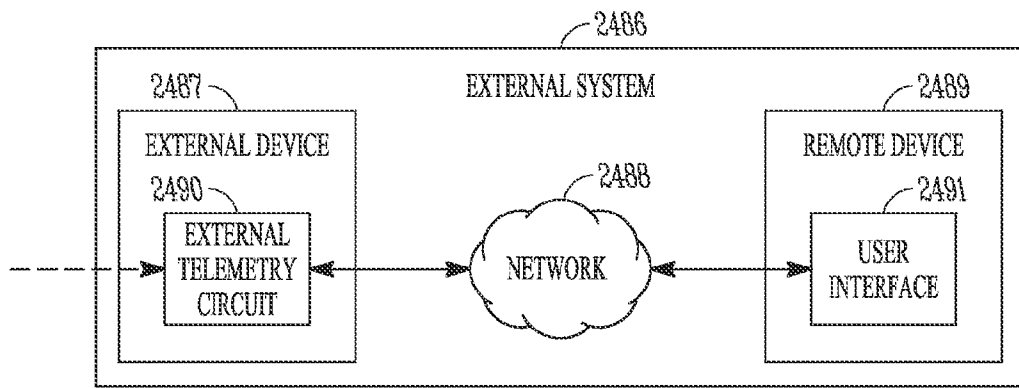 2486
EXTERNAL SYSTEM
2487
EXTERNAL DEVICE
2490
EXTERNAL
TELEMETRY
CIRCUIT
2488
NETWORK
2489
REMOTE DEVICE
2491
USER
INTERFACE